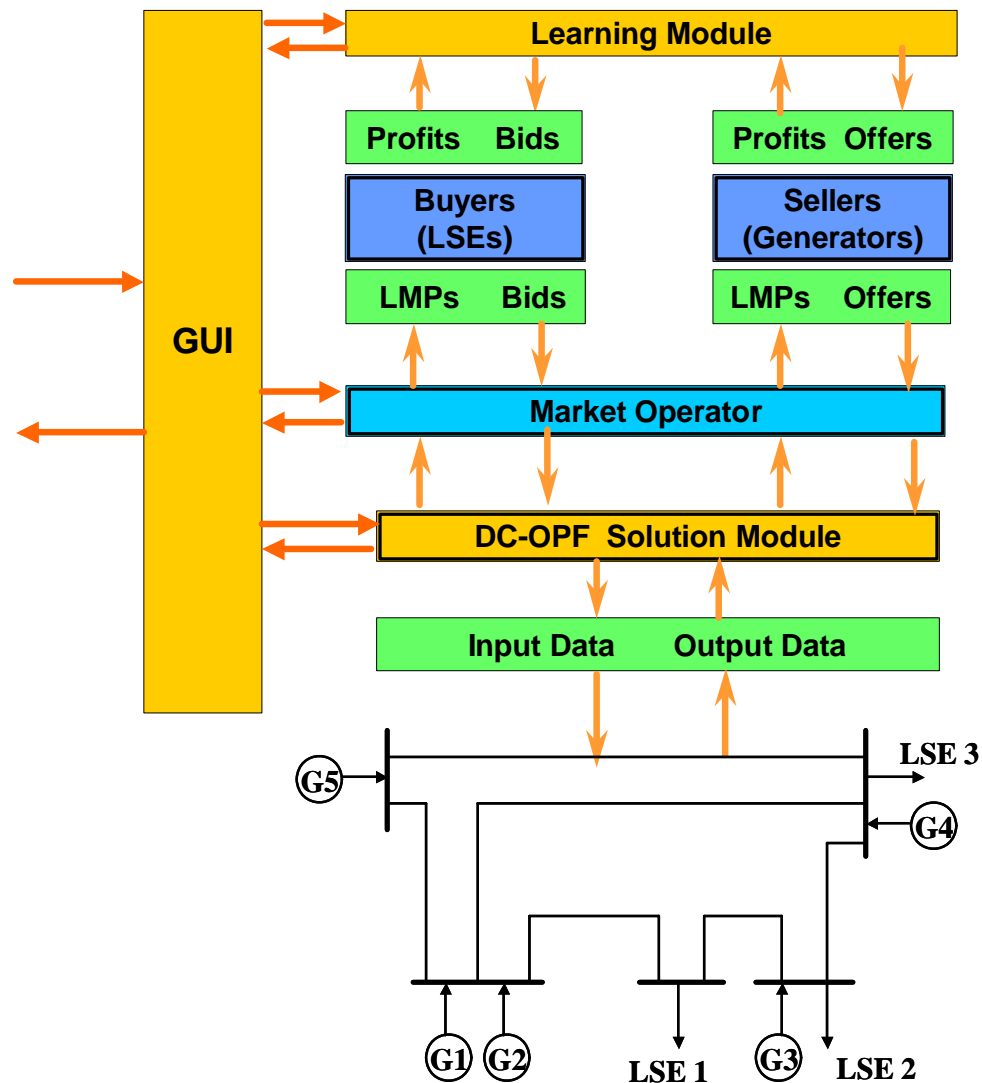 Learning Module
Profits Bids
Profits Offers
Buyers
(LSEs)
Sellers
(Generators)
LMPs Bids
LMPs Offers
GUI
Market Operator
DC-OPF Solution Module
Input Data Output Data
LSE 3
G5
G4
G1
G2
LSE 1
G3
LSE 2